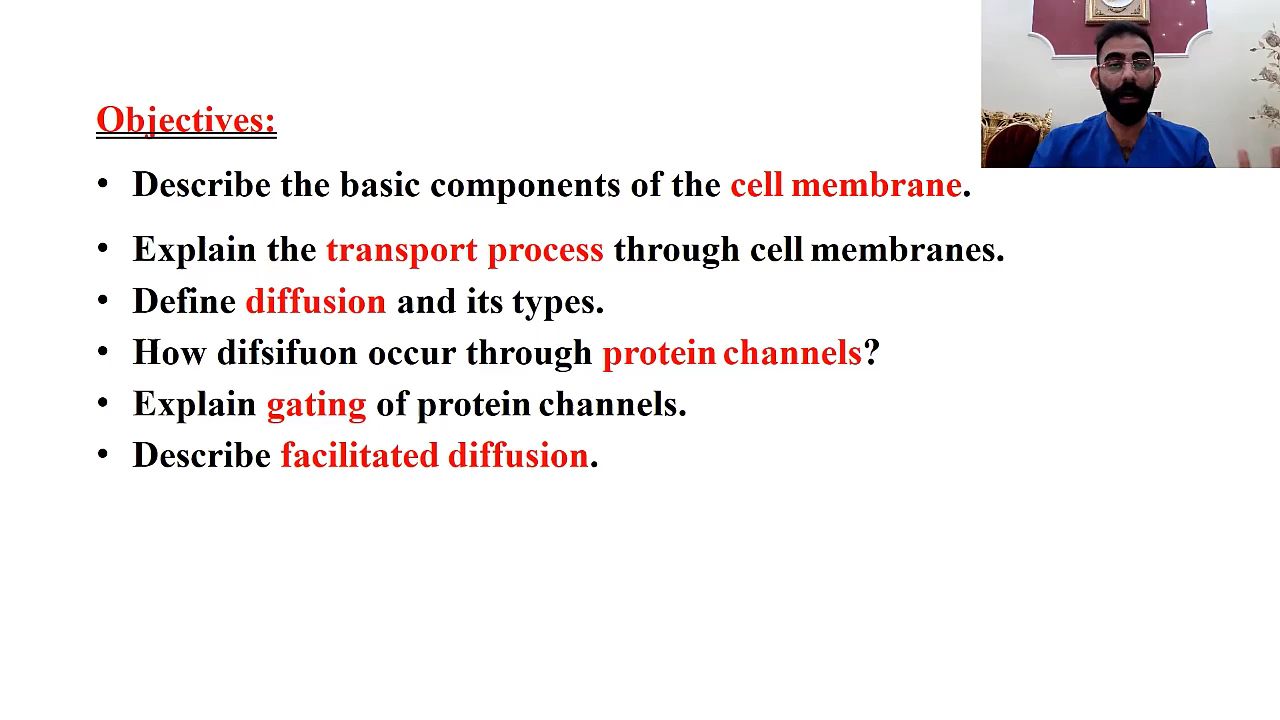 Objectives:
• Describe the basic components of the cell membrane.
• Explain the transport process through cell membranes.
• Define diffusion and its types.
• How difsifuon occur through protein channels?
• Explain gating of protein channels.
• Describe facilitated diffusion.